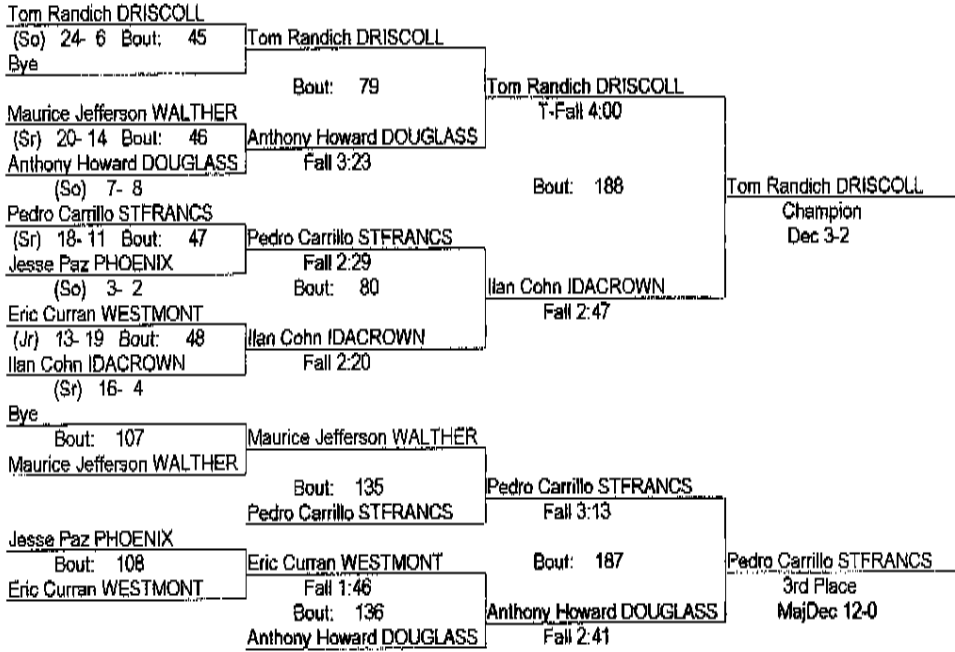 Tom Randich DRISCOLL
(So) 24- 6 Bout: 45
Bye
Tom Randich DRISCOLL
Bout: 79
Maurice Jefferson WALTHER
(Sr) 20- 14 Bout: 46
Anthony Howard DOUGLASS
(So) 7- 8
Anthony Howard DOUGLASS
Fall 3:23
Tom Randich DRISCOLL
T-Fall 4:00
Bout: 188
Pedro Carrillo STFRANCS
(Sr) 18- 11 Bout: 47
Jesse Paz PHOENIX
(So) 3- 2
Pedro Carrillo STFRANCS
Fall 2:29
Bout: 80
Eric Curran WESTMONT
(Jr) 13- 19 Bout: 48
Ilan Cohn IDACROWN
(Sr) 16- 4
Ilan Cohn IDACROWN
Fall 2:20
Ilan Cohn IDACROWN
Fall 2:47
Tom Randich DRISCOLL
Champion
Dec 3-2
Bye
Bout: 107
Maurice Jefferson WALTHER
Maurice Jefferson WALTHER
Bout: 135
Pedro Carrillo STFRANCS
Pedro Carrillo STFRANCS
Fall 3:13
Bout: 187
Jesse Paz PHOENIX
Bout: 108
Eric Curran WESTMONT
Eric Curran WESTMONT
Fall 1:46
Bout: 136
Anthony Howard DOUGLASS
Anthony Howard DOUGLASS
Fall 2:41
Pedro Carrillo STFRANCS
3rd Place
MajDec 12-0